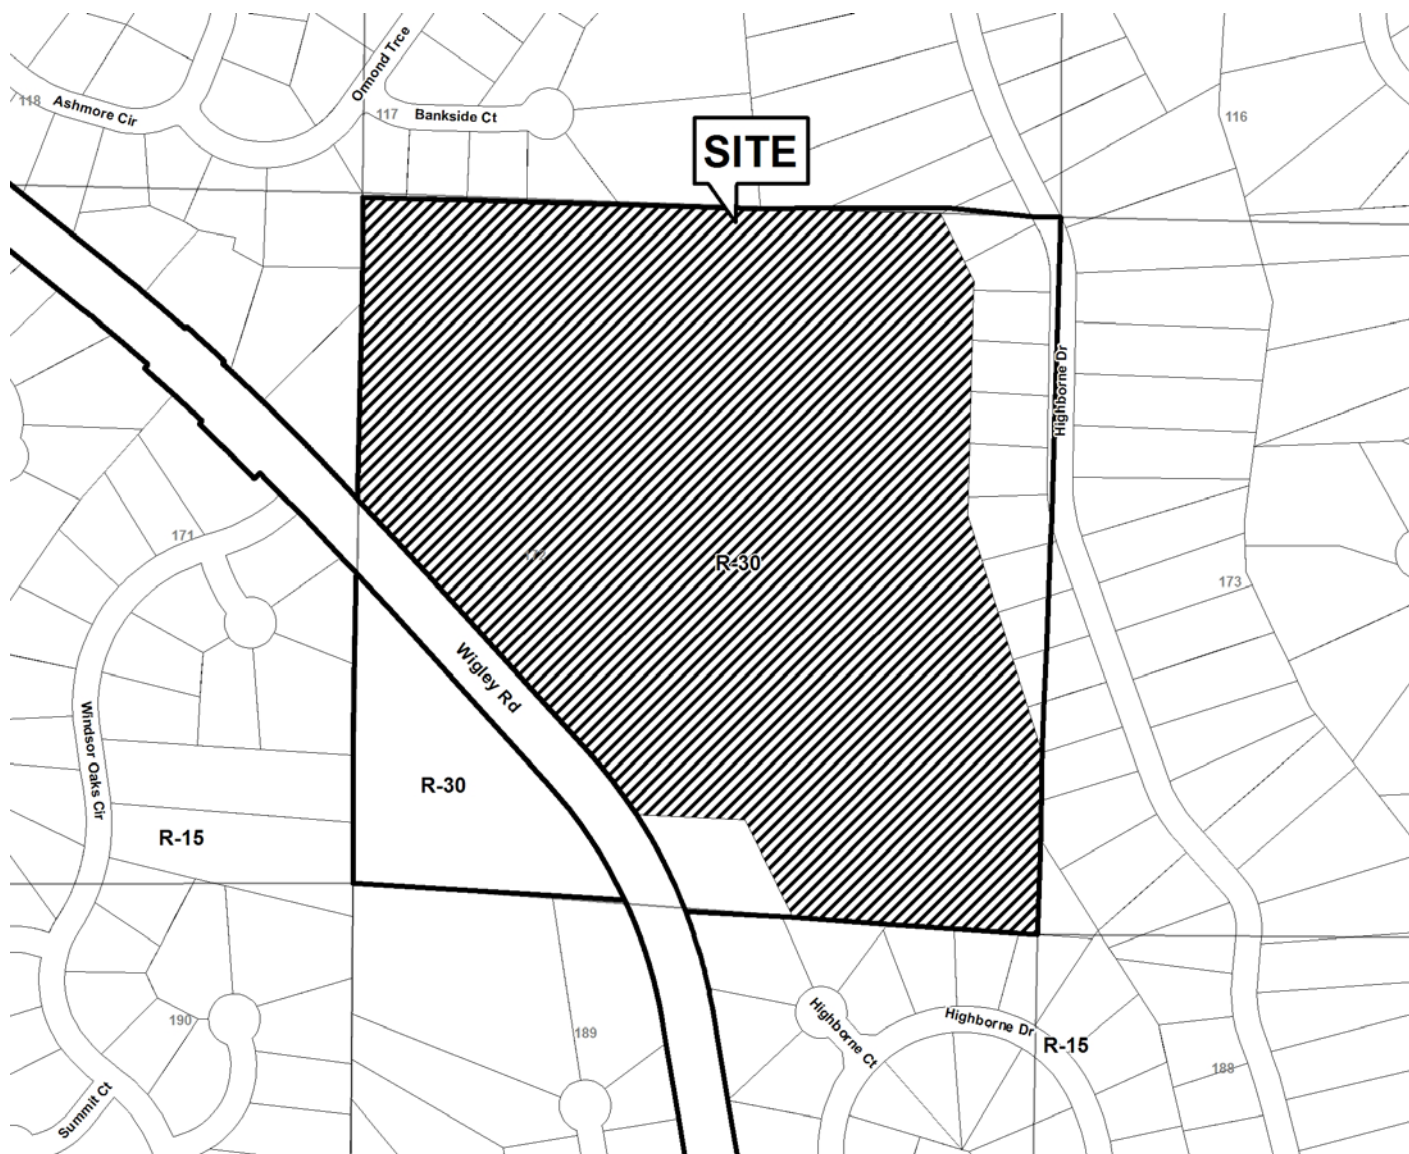 Ormond Trce
118
Ashmore Cir
117
Bankside Ct
116
SITE
Highborne Dr
171
172
R-30
173
Wigley Rd
Windsor Oaks Cir
R-30
R-15
190
189
Highborne Ct
Highborne Dr
R-15
188
Summit Ct